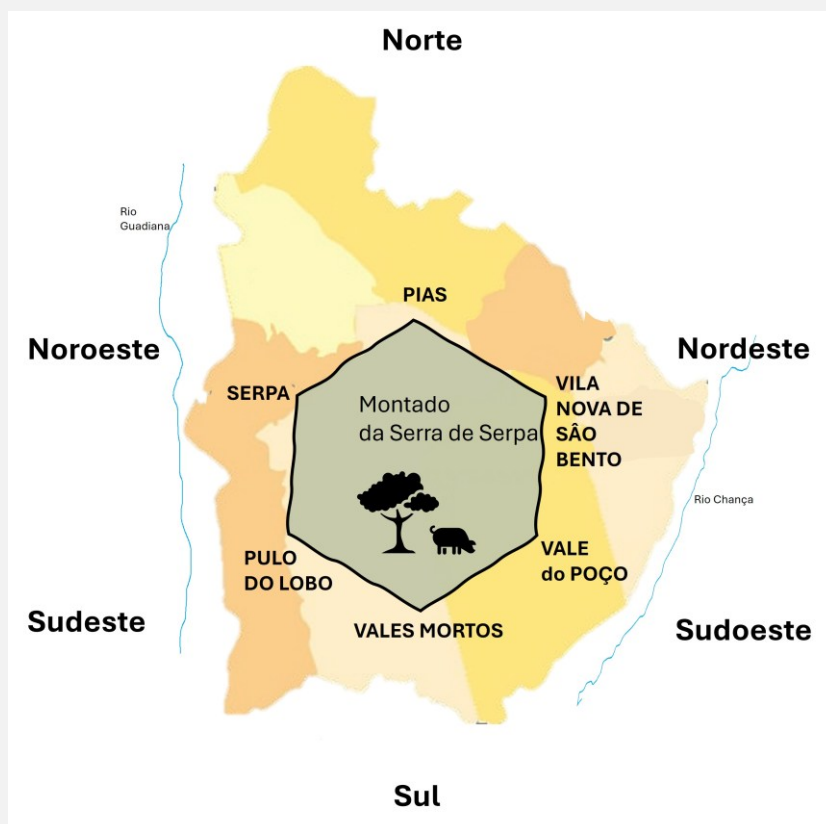 Norte
Rio
Guadiana
PIAS
Noroeste
Nordeste
SERPA
Montado
da Serra de Serpa
VILA
NOVA DE
SÂO
BENTO
Rio Chança
PULO
DO LOBO
VALE
do POÇO
Sudeste
VALES MORTOS
Sudoeste
Sul